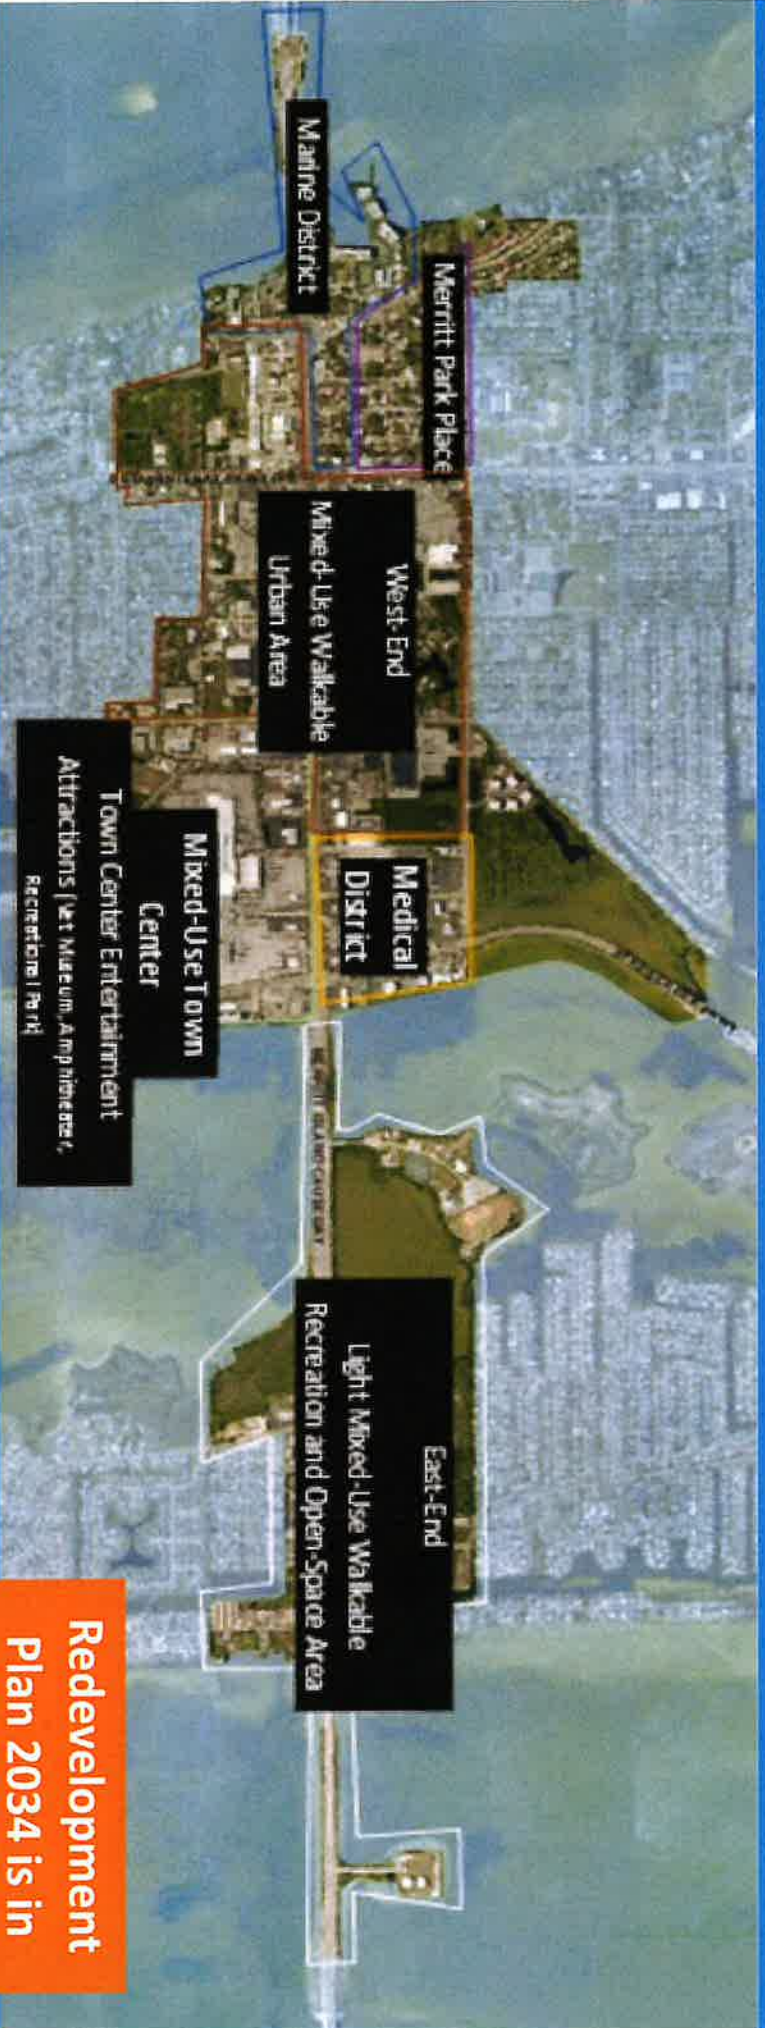 Marine District
Merritt Park Place
West-End
Mixed-Use Walkable
Urban Area
Medical
District
Mixed-Use Town
Center
Town Center Entertainment
Attractions (Vet Museum, Amphitheater,
Recreational Park)
East-End
Light Mixed-Use Walkable
Recreation and Open-Space Area
Redevelopment
Plan 2034 is in